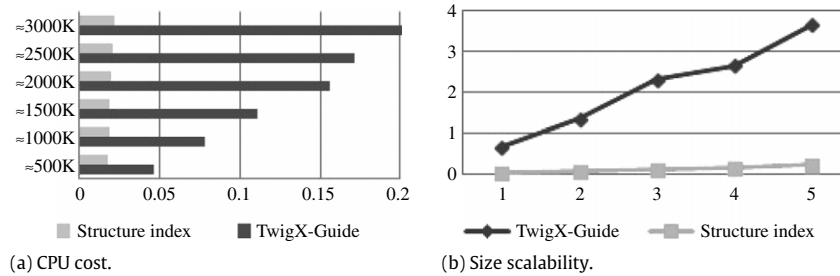 ≈3000K
≈2500K
≈2000K
≈1500K
≈1000K
≈500K
0 0.05 0.1 0.15 0.2
Structure index TwigX-Guide
(a) CPU cost.
4
3
2
1
0
1 2 3 4 5
TwigX-Guide Structure index
(b) Size scalability.